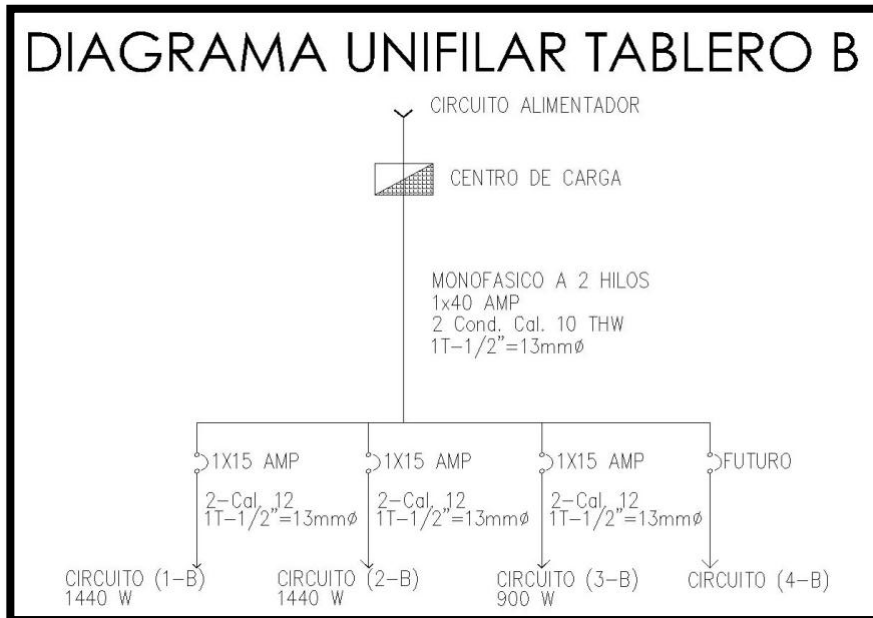 DIAGRAMA UNIFILAR TABLERO B
CIRCUITO ALIMENTADOR
CENTRO DE CARGA
MONOFASICO A 2 HILOS
1x40 AMP
2 Cond. Cal. 10 THW
1T-1/2"=13mmø
1X15 AMP
2-Cal. 12
1T-1/2"=13mmø
CIRCUITO (1-B)
1440 W
1X15 AMP
2-Cal. 12
1T-1/2"=13mmø
CIRCUITO (2-B)
1440 W
1X15 AMP
2-Cal. 12
1T-1/2"=13mmø
CIRCUITO (3-B)
900 W
FUTURO
CIRCUITO (4-B)